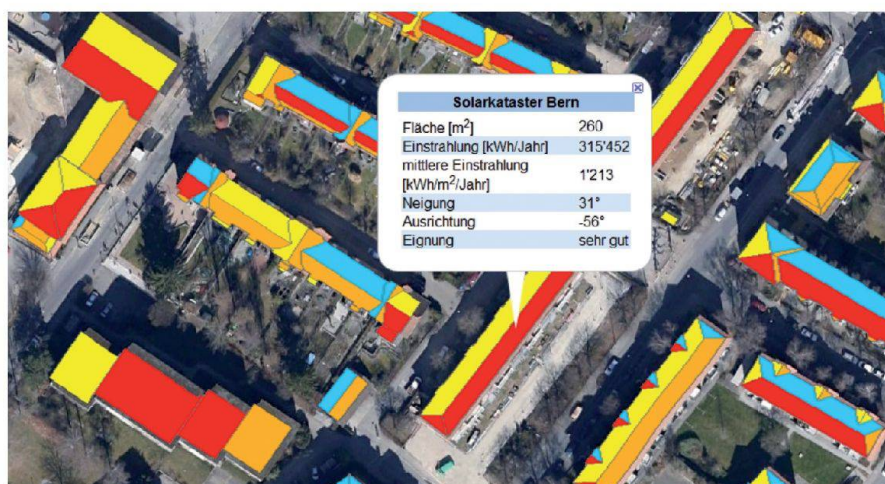 Solarkataster Bern
Fläche [m²] 260
Einstrahlung [kWh/Jahr] 315'452
mittlere Einstrahlung
[kWh/m²/Jahr] 1'213
Neigung 31°
Ausrichtung -56°
Eignung sehr gut